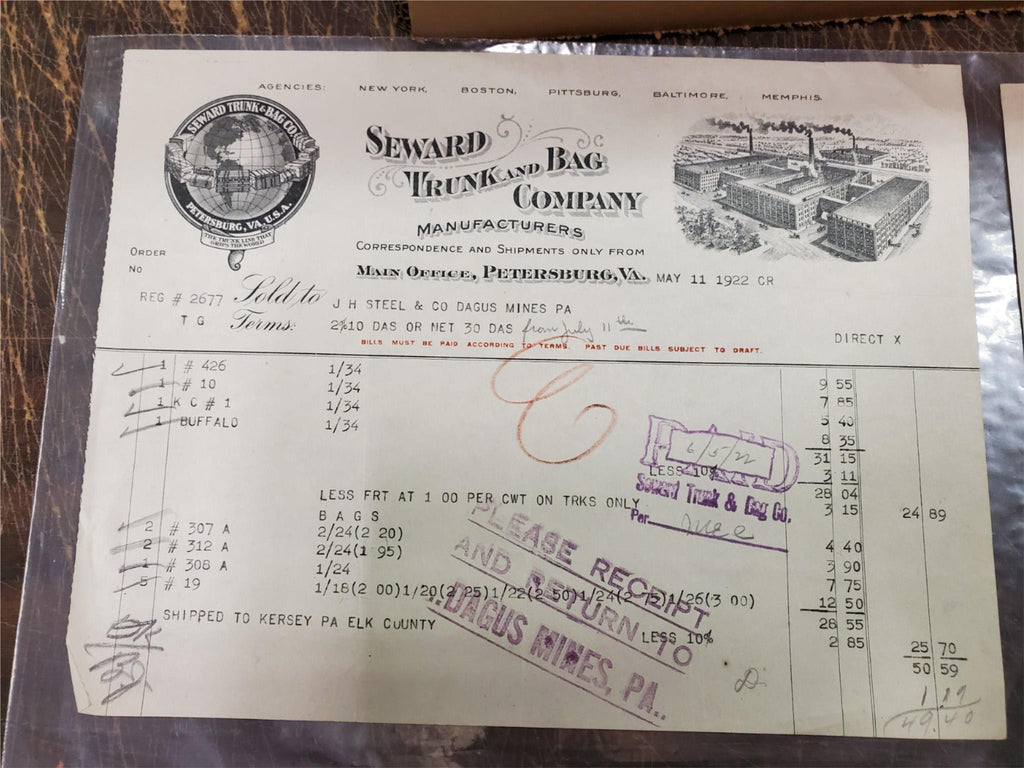 AGENCIES: NEW YORK, BOSTON, PITTSBURG, BALTIMORE, MEMPHIS.
SEWARD TRUNK & BAG CO.
PETERSBURG, VA, U.S.A.
THE TRUNK LINE THAT
GRIPS THE WORLD
SEWARD
TRUNK AND BAG
COMPANY
MANUFACTURERS
CORRESPONDENCE AND SHIPMENTS ONLY FROM
MAIN OFFICE, PETERSBURG, VA. MAY 11 1922 CR
ORDER
NO
REG # 2677 Sold to J H STEEL & CO DAGUS MINES PA
T G Terms: 2%10 DAS OR NET 30 DAS from July 11th
DIRECT X
BILLS MUST BE PAID ACCORDING TO TERMS. PAST DUE BILLS SUBJECT TO DRAFT.
1 # 426 1/34 9 55
1 # 10 1/34 7 85
1 K C # 1 1/34 5 40
1 BUFFALO 1/34 8 35
31 15
LESS 10% 3 11
28 04
LESS FRT AT 1 00 PER CWT ON TRKS ONLY 3 15 24 89
PAID
6/5/22
Seward Trunk & Bag Co.
Per
BAGS
2 # 307 A 2/24(2 20) 4 40
2 # 312 A 2/24(1 95) 3 90
1 # 308 A 1/24 7 75
5 # 19 1/18(2 00)1/20(2 25)1/22(2 50)1/24(2 75)1/26(3 00) 12 50
28 55
SHIPPED TO KERSEY PA ELK COUNTY LESS 10% 2 85 25 70
50 59
1 29
49.40
PLEASE RECEIPT
AND RETURN TO
DAGUS MINES, PA.